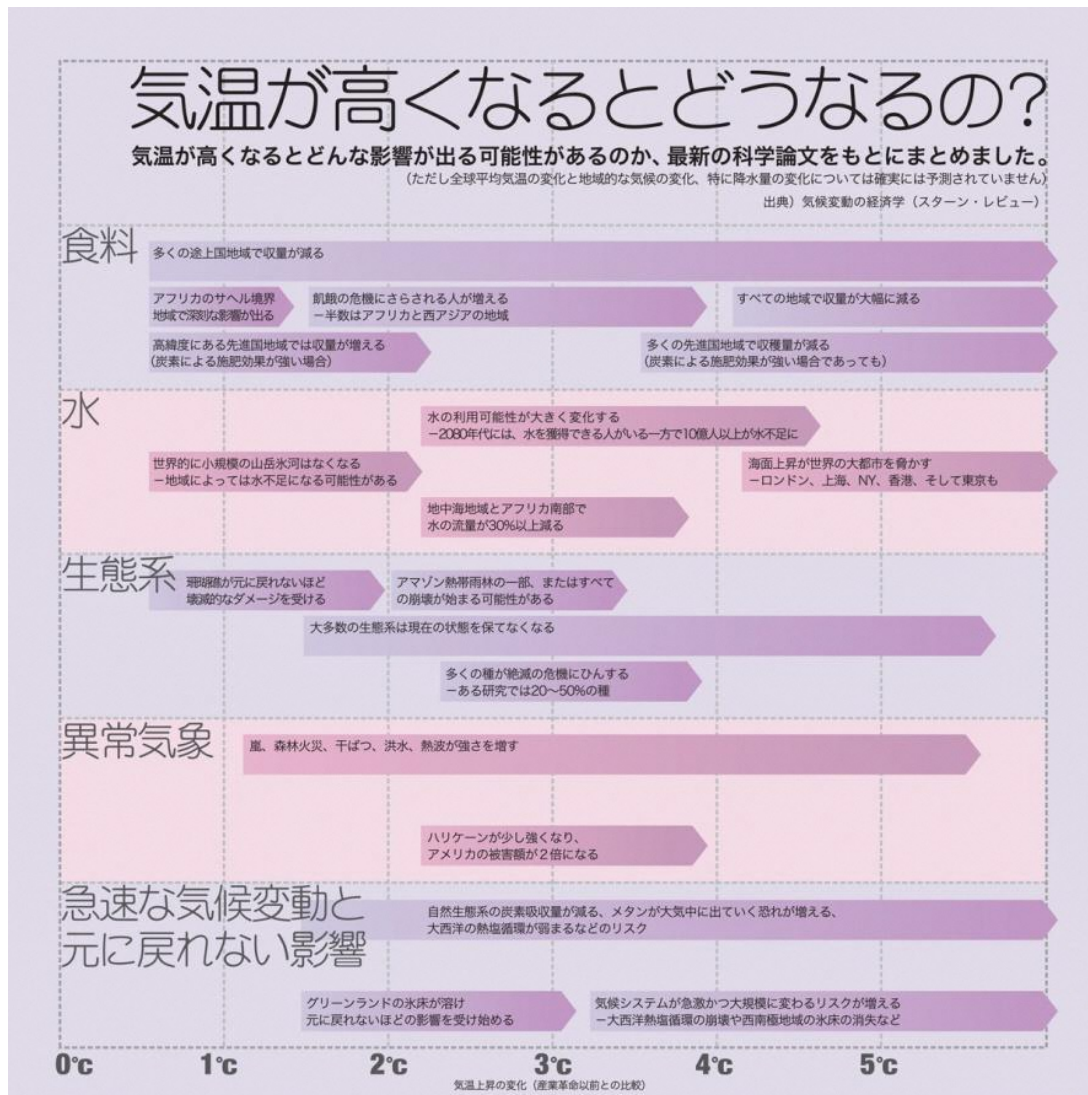 気温が高くなるとどうなるの?
気温が高くなるとどんな影響が出る可能性があるのか、最新の科学論文をもとにまとめました。
（ただし全球平均気温の変化と地域的な気候の変化、特に降水量の変化については確実には予測されていません）
出典）気候変動の経済学（スターン・レビュー）
食料
多くの途上国地域で収量が減る
アフリカのサヘル境界
地域で深刻な影響が出る
飢餓の危機にさらされる人が増える
－半数はアフリカと西アジアの地域
すべての地域で収量が大幅に減る
高緯度にある先進国地域では収量が増える
（炭素による施肥効果が強い場合）
多くの先進国地域で収穫量が減る
（炭素による施肥効果が強い場合であっても）
水
水の利用可能性が大きく変化する
－2080年代には、水を獲得できる人がいる一方で10億人以上が水不足に
世界的に小規模の山岳氷河はなくなる
－地域によっては水不足になる可能性がある
海面上昇が世界の大都市を脅かす
－ロンドン、上海、NY、香港、そして東京も
地中海地域とアフリカ南部で
水の流量が30%以上減る
生態系
珊瑚礁が元に戻れないほど
壊滅的なダメージを受ける
アマゾン熱帯雨林の一部、またはすべて
の崩壊が始まる可能性がある
大多数の生態系は現在の状態を保てなくなる
多くの種が絶滅の危機にひんする
－ある研究では20〜50%の種
異常気象
嵐、森林火災、干ばつ、洪水、熱波が強さを増す
ハリケーンが少し強くなり、
アメリカの被害額が２倍になる
急速な気候変動と
元に戻れない影響
自然生態系の炭素吸収量が減る、メタンが大気中に出ていく恐れが増える、
大西洋の熱塩循環が弱まるなどのリスク
グリーンランドの氷床が溶け
元に戻れないほどの影響を受け始める
気候システムが急激かつ大規模に変わるリスクが増える
－大西洋熱塩循環の崩壊や西南極地域の氷床の消失など
0℃ 1℃ 2℃ 3℃ 4℃ 5℃
気温上昇の変化（産業革命以前との比較）